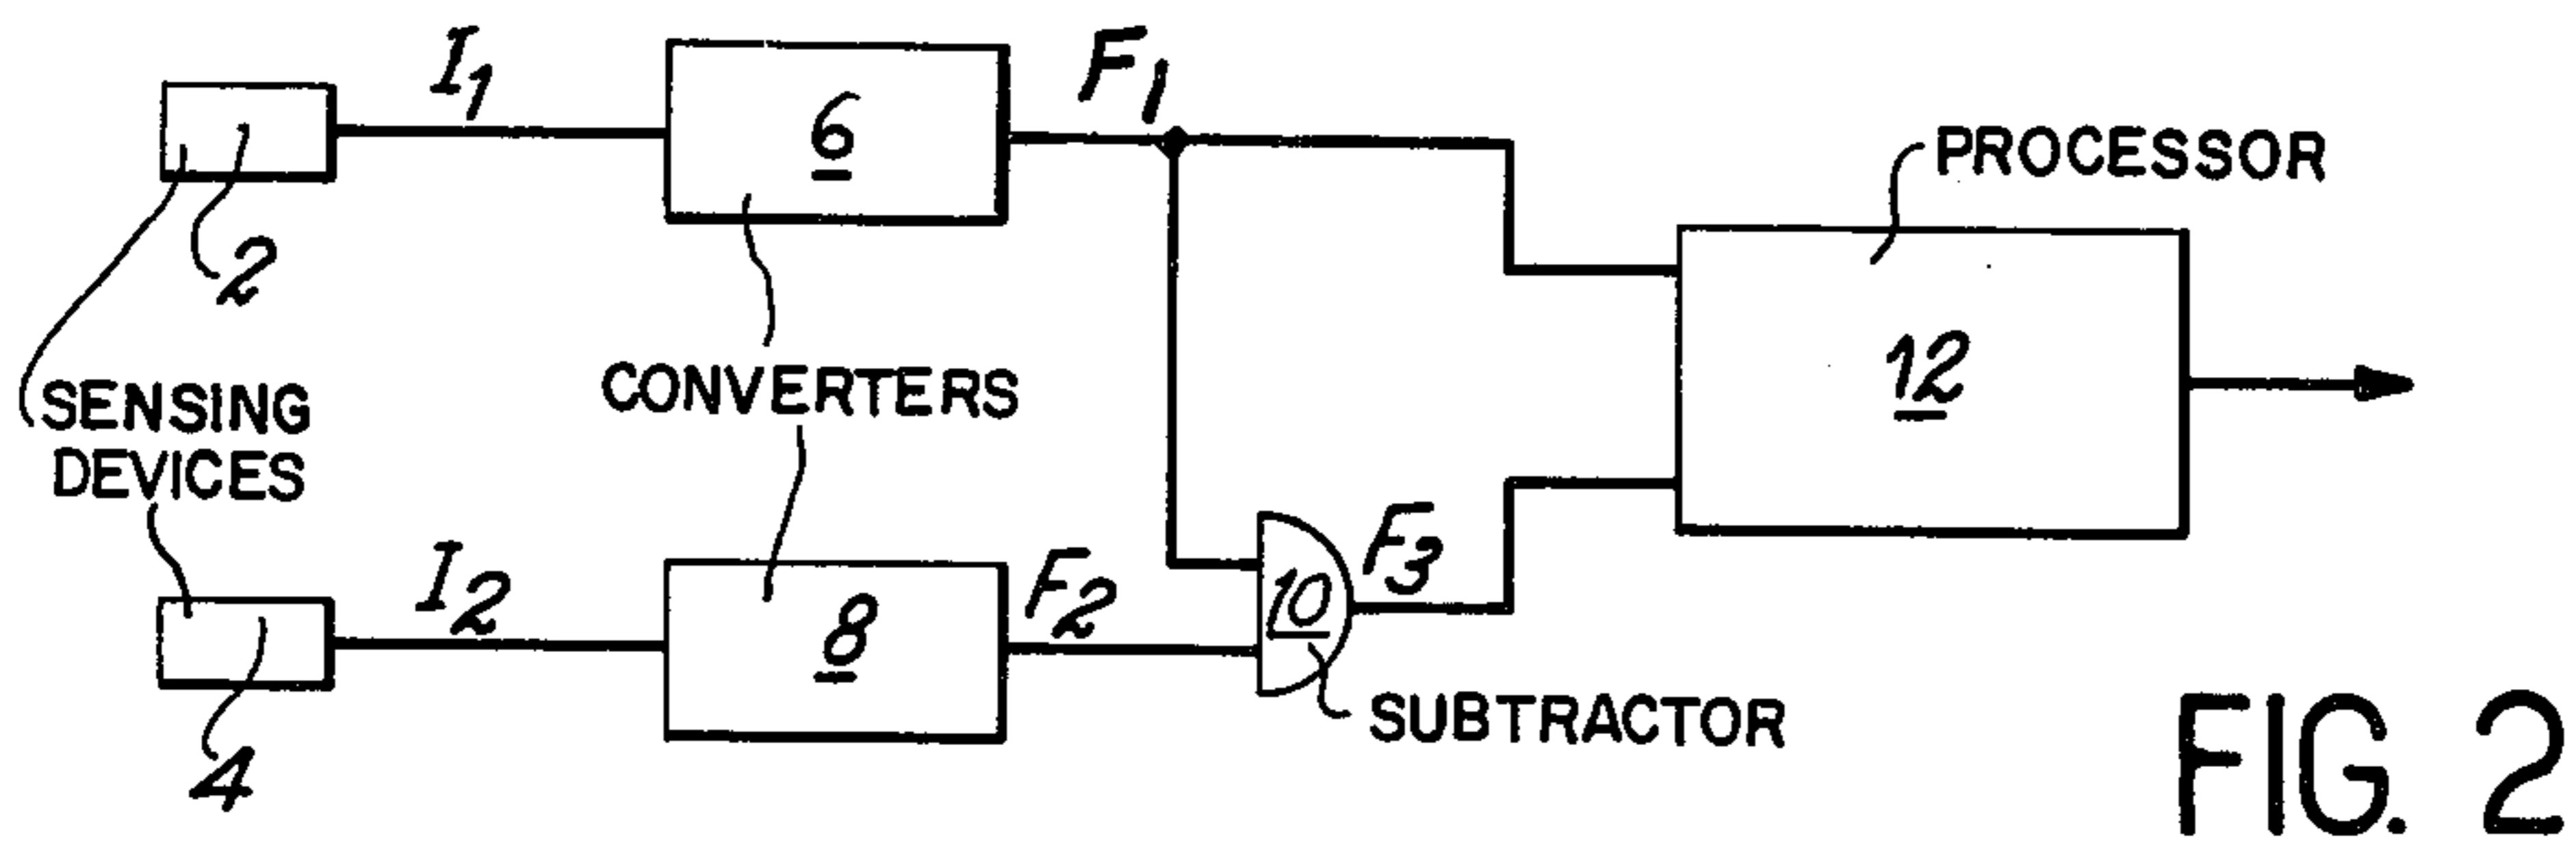 I1
F1
6
PROCESSOR
2
12
CONVERTERS
SENSING
DEVICES
I2
F2
F3
8
10
4
SUBTRACTOR
FIG. 2